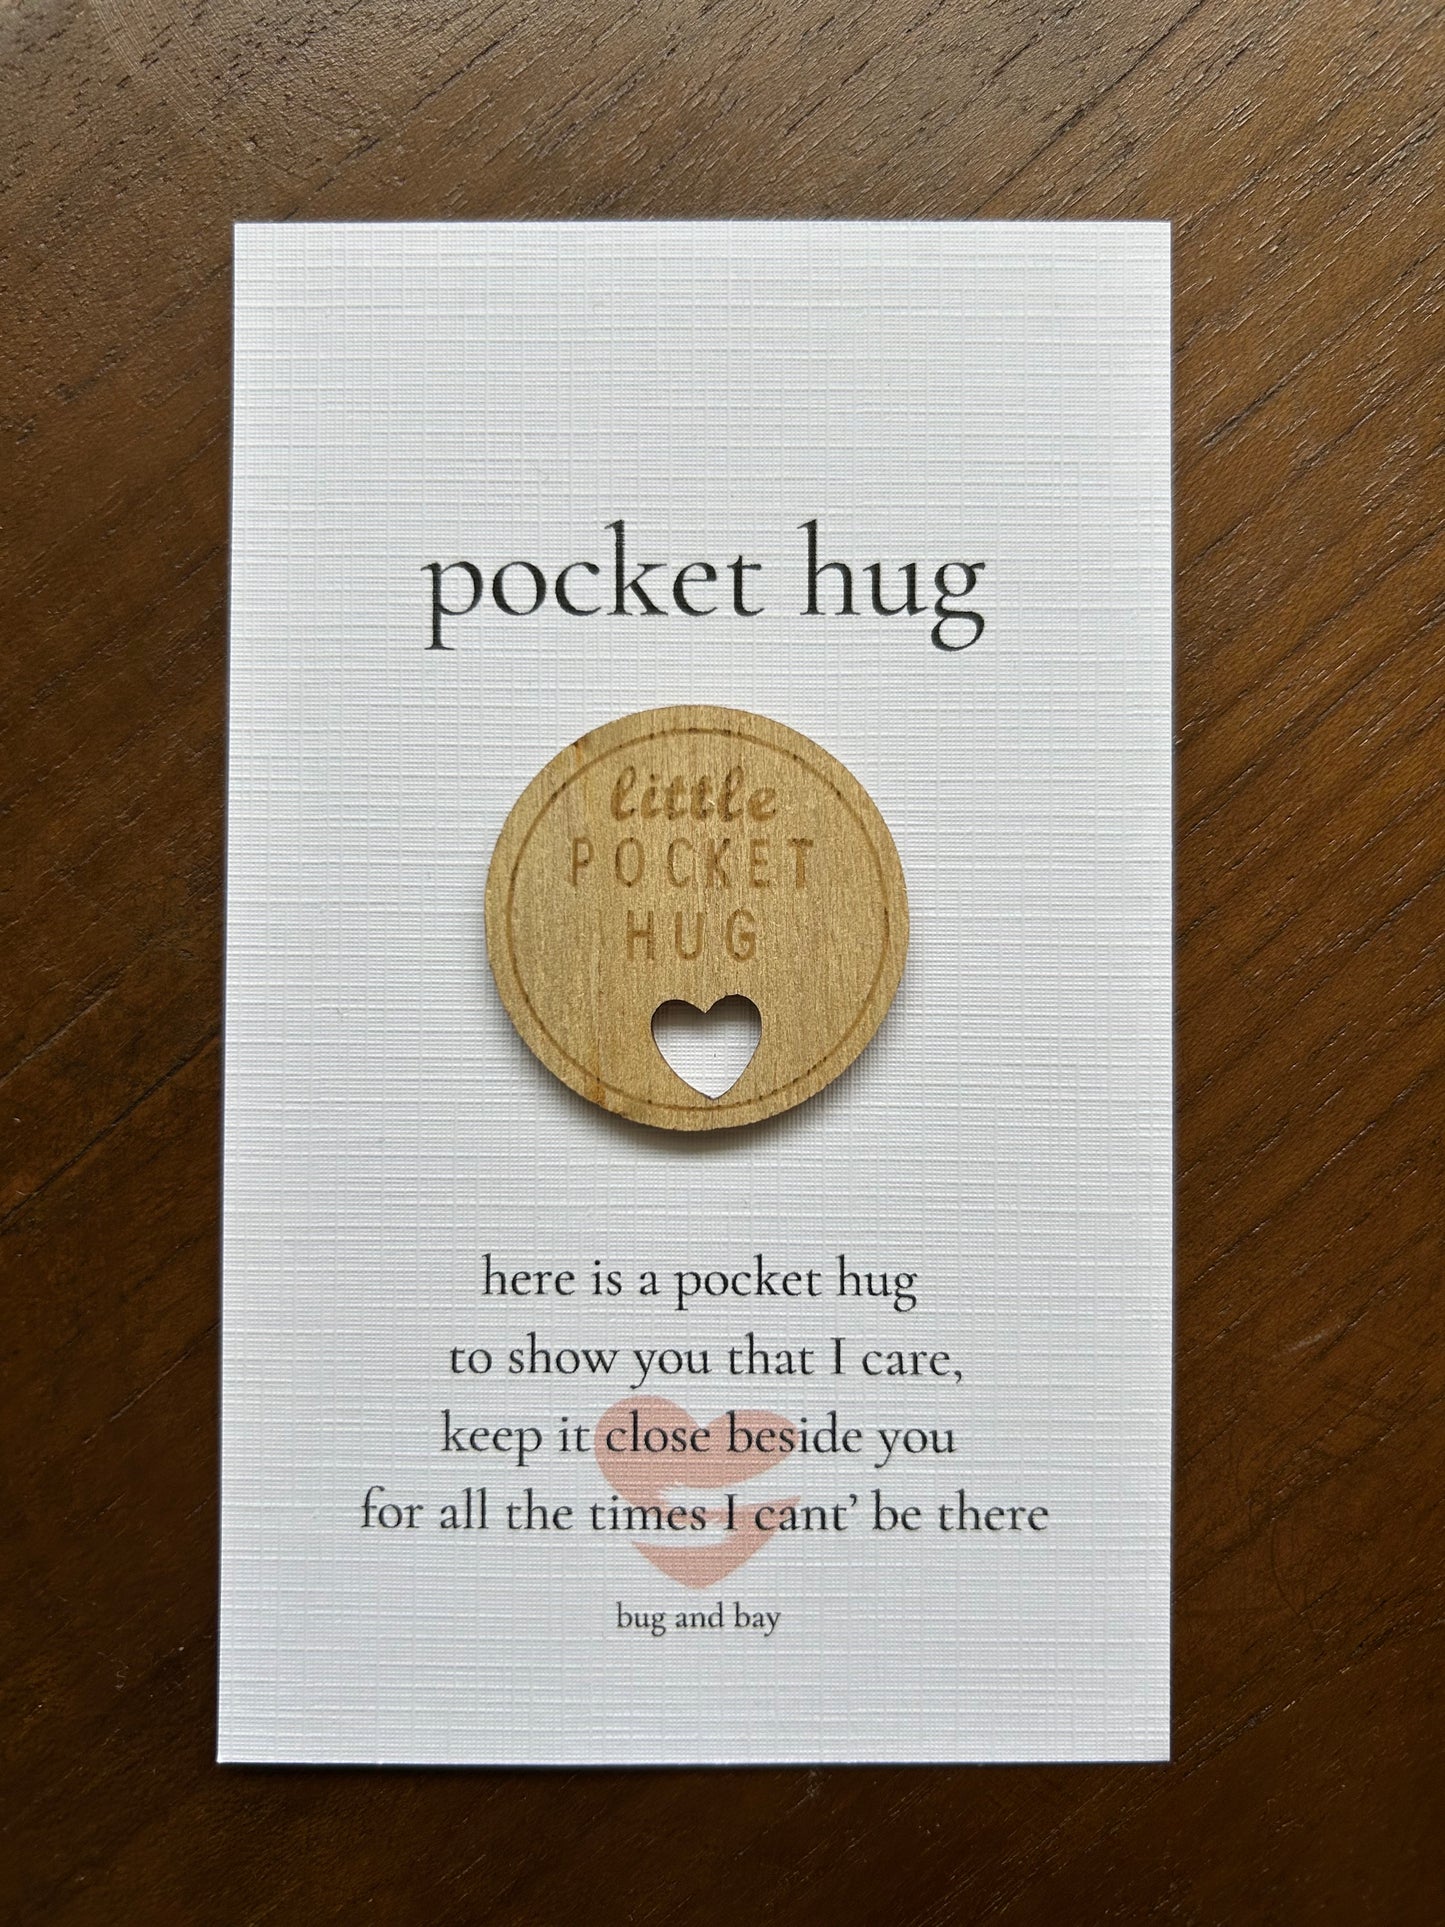 pocket hug
little
POCKET
HUG
here is a pocket hug
to show you that I care,
keep it close beside you
for all the times I cant’ be there
bug and bay